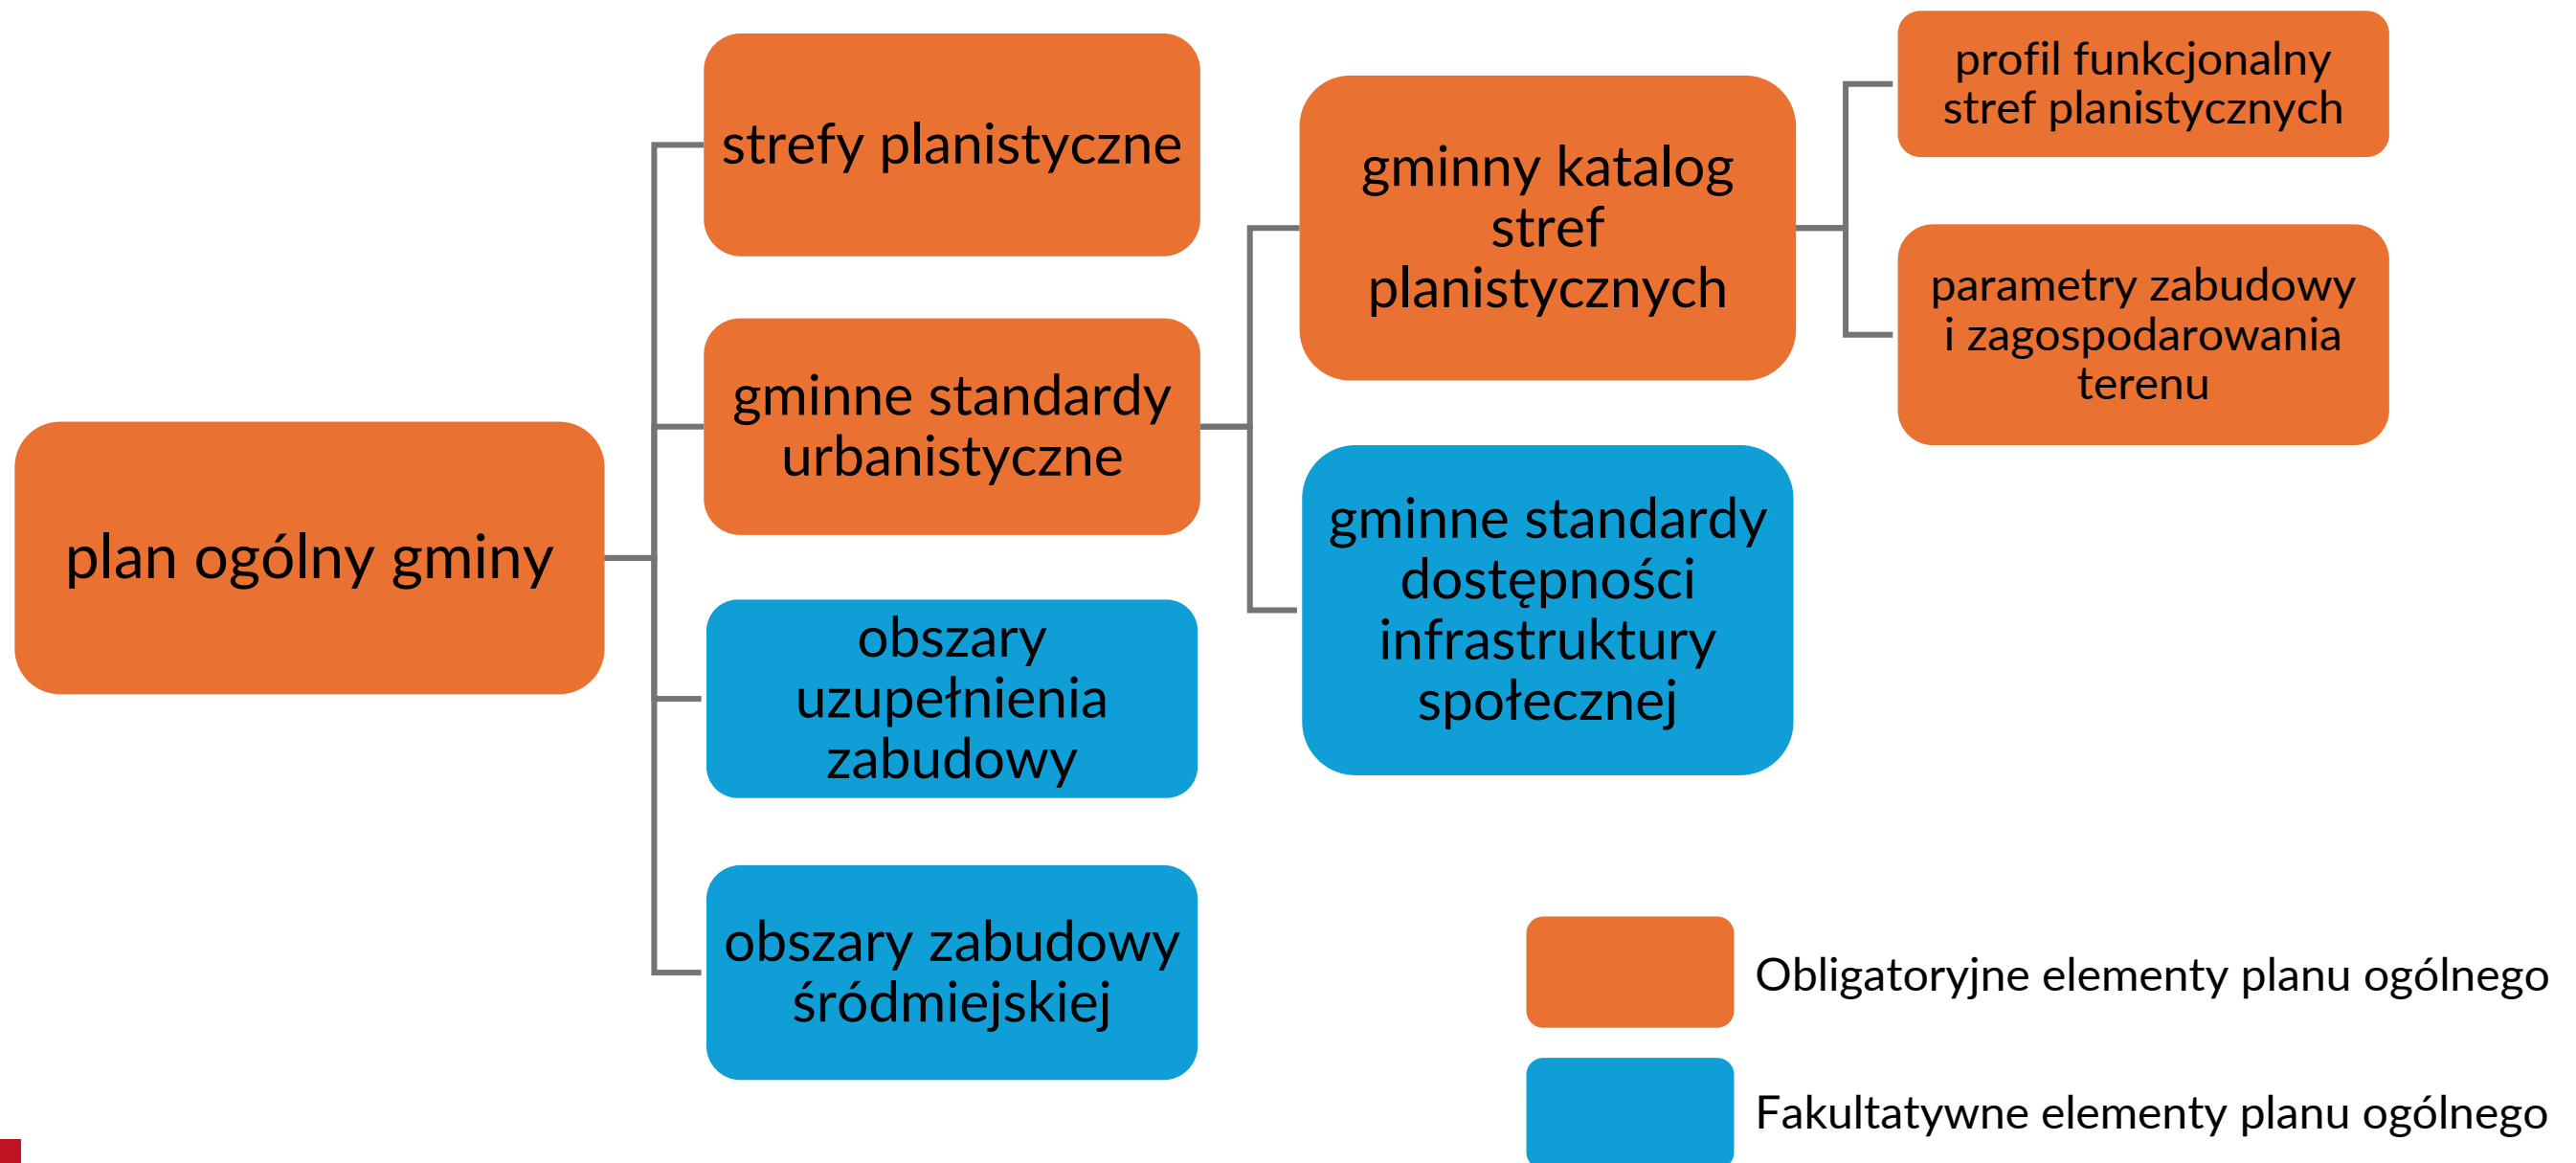 plan ogólny gminy
strefy planistyczne
gminne standardy
urbanistyczne
obszary
uzupełnienia
zabudowy
obszary zabudowy
śródmiejskiej
gminny katalog
stref
planistycznych
gminne standardy
dostępności
infrastruktury
społecznej
profil funkcjonalny
stref planistycznych
parametry zabudowy
i zagospodarowania
terenu
Obligatoryjne elementy planu ogólnego
Fakultatywne elementy planu ogólnego